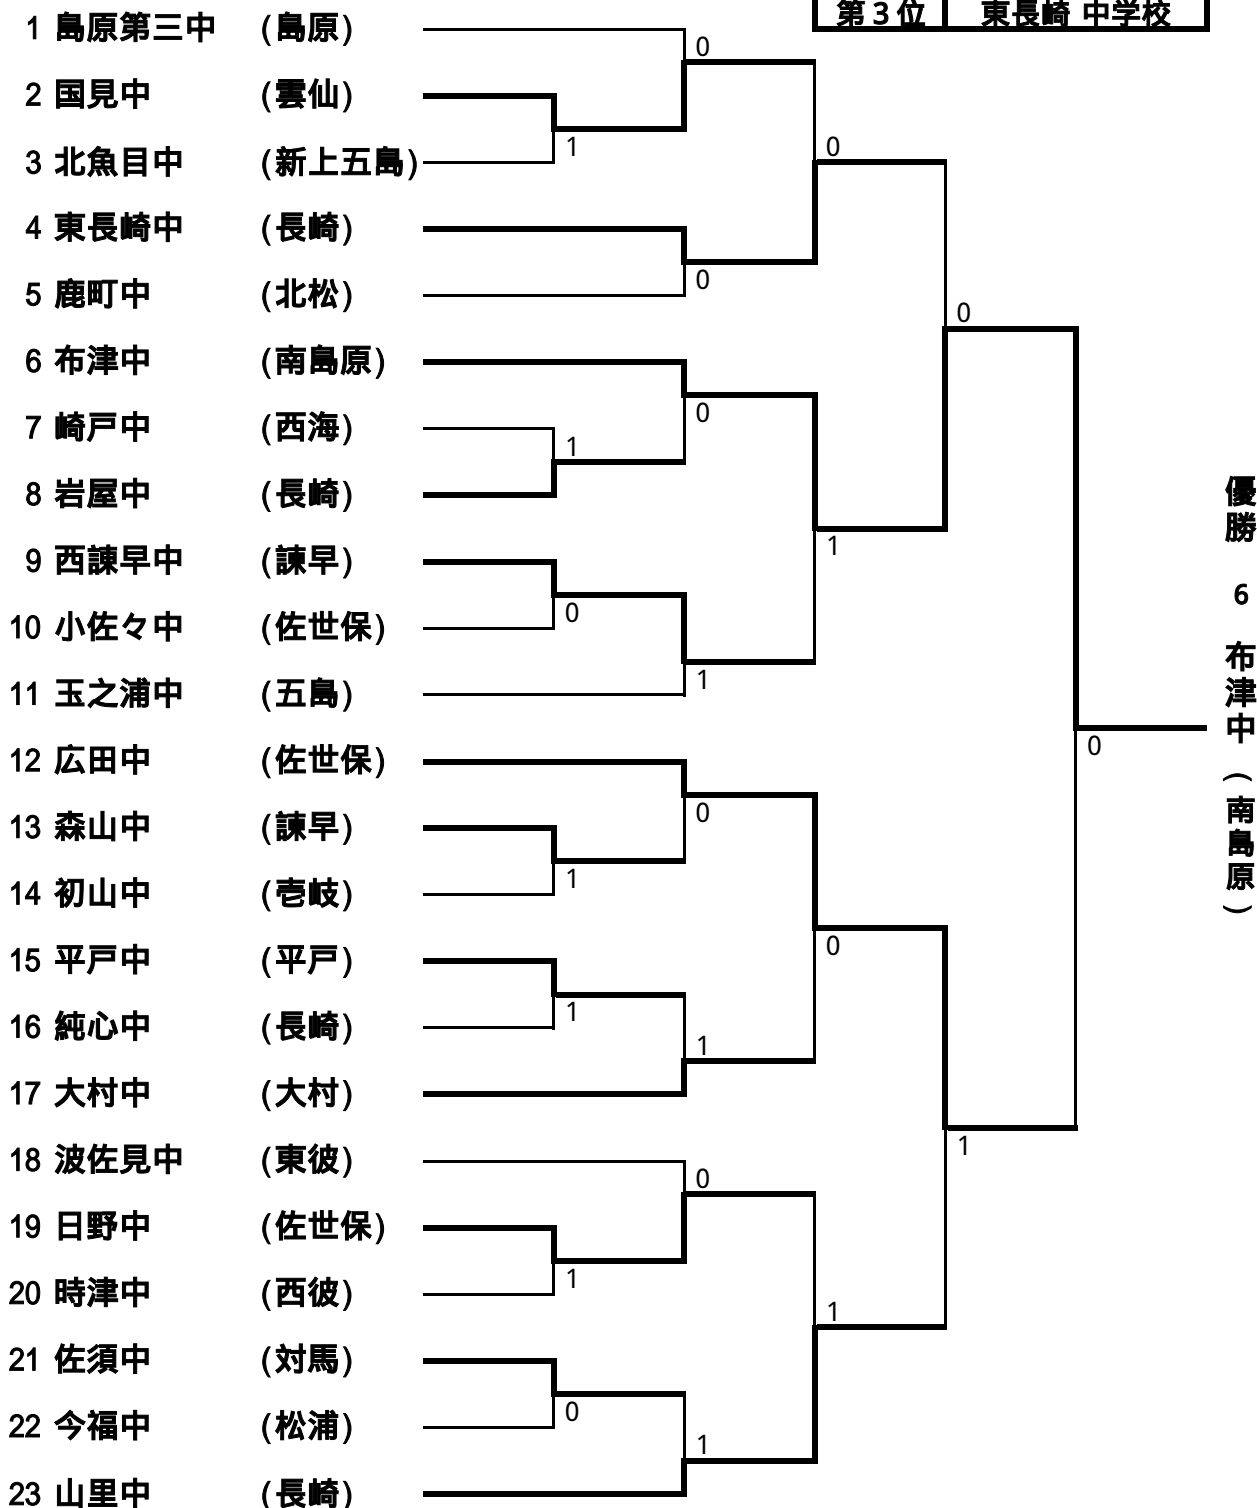 第３位 東長崎 中学校
1 島原第三中 (島原)
0
2 国見中 (雲仙)
1
3 北魚目中 (新上五島)
0
4 東長崎中 (長崎)
0
5 鹿町中 (北松)
0
6 布津中 (南島原)
0
7 崎戸中 (西海)
1
8 岩屋中 (長崎)
1
9 西諫早中 (諫早)
0
10 小佐々中 (佐世保)
1
11 玉之浦中 (五島)
0
12 広田中 (佐世保)
0
13 森山中 (諫早)
1
14 初山中 (壱岐)
0
15 平戸中 (平戸)
1
16 純心中 (長崎)
1
17 大村中 (大村)
1
18 波佐見中 (東彼)
0
19 日野中 (佐世保)
1
20 時津中 (西彼)
1
21 佐須中 (対馬)
0
22 今福中 (松浦)
1
23 山里中 (長崎)
優勝 6 布津中(南島原)